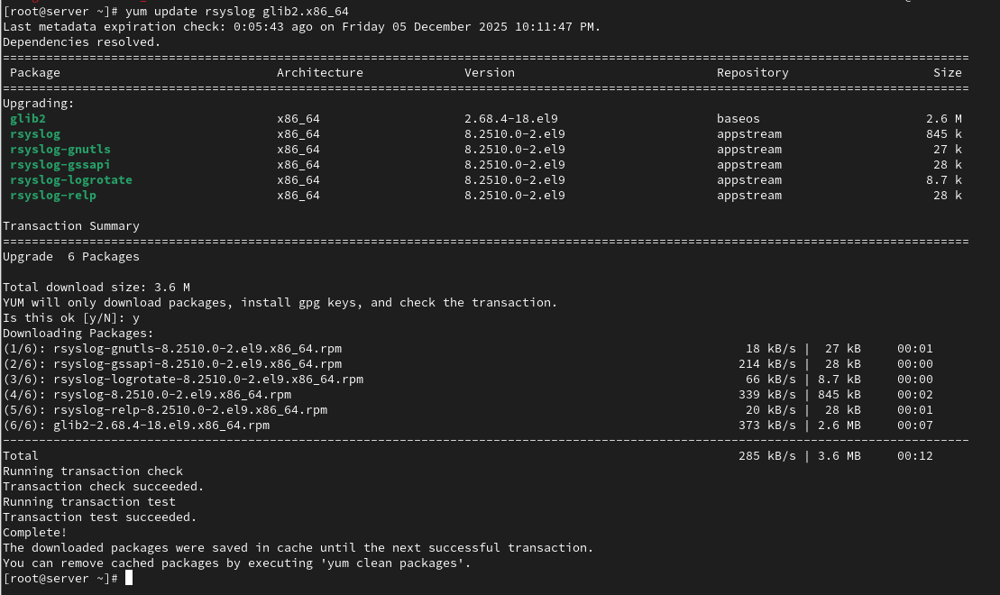 [root@server ~]# yum update rsyslog glib2.x86_64
Last metadata expiration check: 0:05:43 ago on Friday 05 December 2025 10:11:47 PM.
Dependencies resolved.
================================================================================
Package Architecture Version Repository Size
================================================================================
Upgrading:
glib2 x86_64 2.68.4-18.el9 baseos 2.6 M
rsyslog x86_64 8.2510.0-2.el9 appstream 845 k
rsyslog-gnutls x86_64 8.2510.0-2.el9 appstream 27 k
rsyslog-gssapi x86_64 8.2510.0-2.el9 appstream 28 k
rsyslog-logrotate x86_64 8.2510.0-2.el9 appstream 8.7 k
rsyslog-relp x86_64 8.2510.0-2.el9 appstream 28 k
Transaction Summary
================================================================================
Upgrade  6 Packages
Total download size: 3.6 M
YUM will only download packages, install gpg keys, and check the transaction.
Is this ok [y/N]: y
Downloading Packages:
(1/6): rsyslog-gnutls-8.2510.0-2.el9.x86_64.rpm 18 kB/s | 27 kB 00:01
(2/6): rsyslog-gssapi-8.2510.0-2.el9.x86_64.rpm 214 kB/s | 28 kB 00:00
(3/6): rsyslog-logrotate-8.2510.0-2.el9.x86_64.rpm 66 kB/s | 8.7 kB 00:00
(4/6): rsyslog-8.2510.0-2.el9.x86_64.rpm 339 kB/s | 845 kB 00:02
(5/6): rsyslog-relp-8.2510.0-2.el9.x86_64.rpm 20 kB/s | 28 kB 00:01
(6/6): glib2-2.68.4-18.el9.x86_64.rpm 373 kB/s | 2.6 MB 00:07
--------------------------------------------------------------------------------
Total 285 kB/s | 3.6 MB 00:12
Running transaction check
Transaction check succeeded.
Running transaction test
Transaction test succeeded.
Complete!
The downloaded packages were saved in cache until the next successful transaction.
You can remove cached packages by executing 'yum clean packages'.
[root@server ~]#